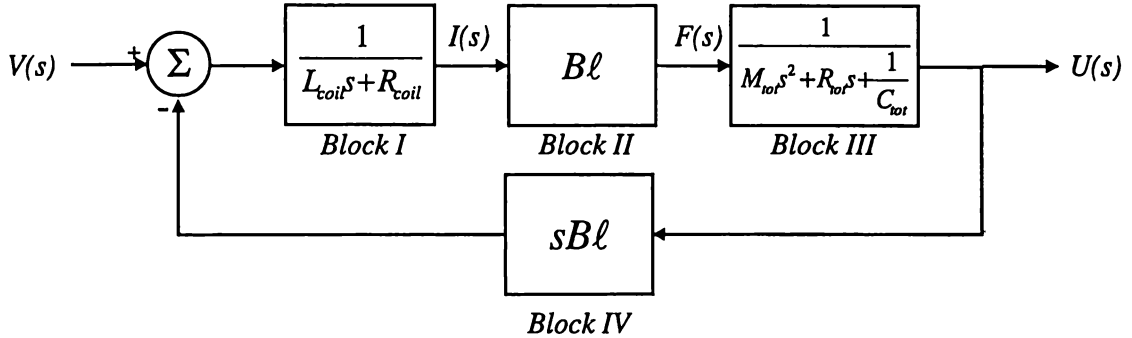 V(s)
+
Σ
−
1
L_coil s + R_coil
Block I
I(s)
Bℓ
Block II
F(s)
1
M_tot s² + R_tot s + 1/C_tot
Block III
U(s)
sBℓ
Block IV